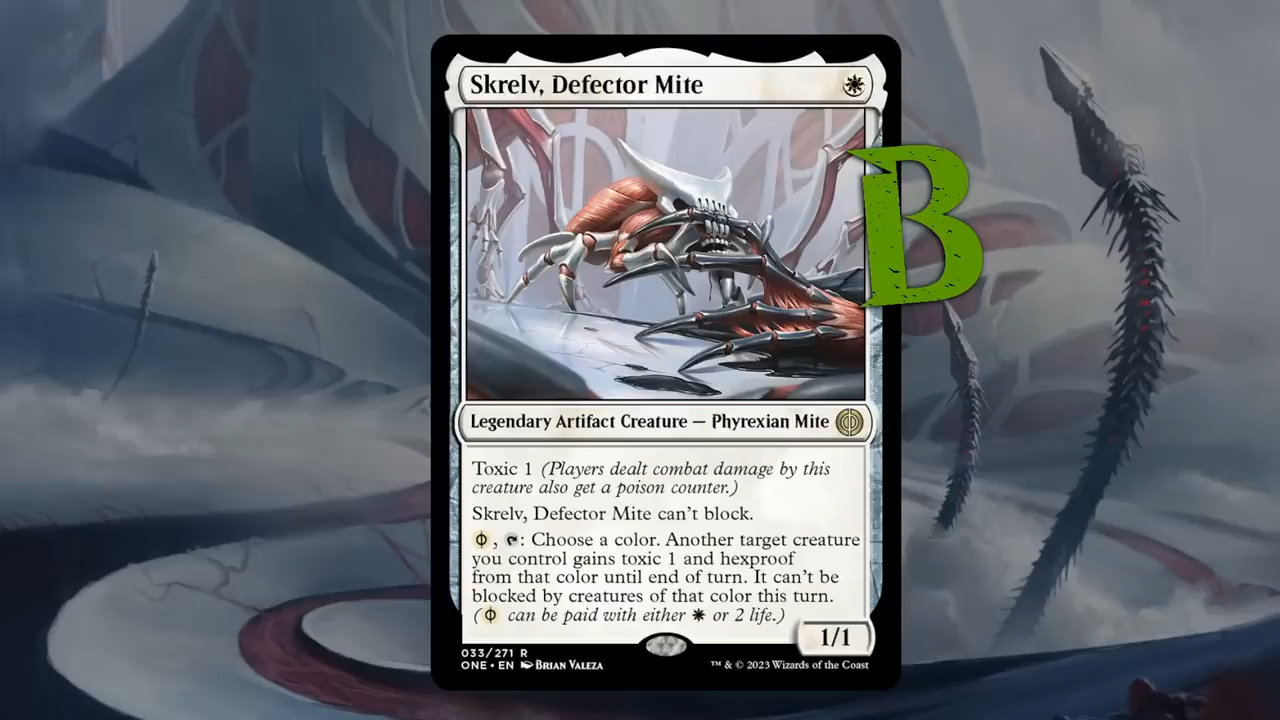 Skrelv, Defector Mite
B
Legendary Artifact Creature — Phyrexian Mite
Toxic 1 (Players dealt combat damage by this
creature also get a poison counter.)
Skrelv, Defector Mite can't block.
, : Choose a color. Another target creature
you control gains toxic 1 and hexproof
from that color until end of turn. It can't be
blocked by creatures of that color this turn.
( can be paid with either or 2 life.)
1/1
033/271 R
ONE • EN Brian Valeza
™ & © 2023 Wizards of the Coast